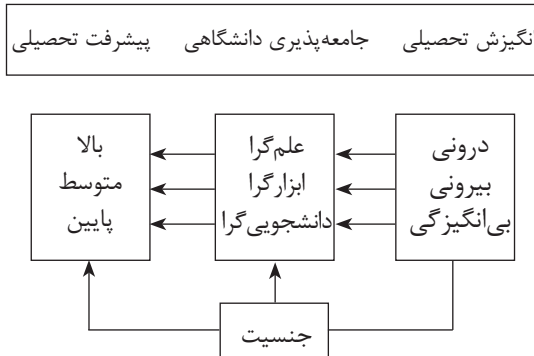 انگیزش تحصیلی جامعه‌پذیری دانشگاهی پیشرفت تحصیلی
درونی
بیرونی
بی‌انگیزگی
علم‌گرا
ابزارگرا
دانشجویی‌گرا
بالا
متوسط
پایین
جنسیت